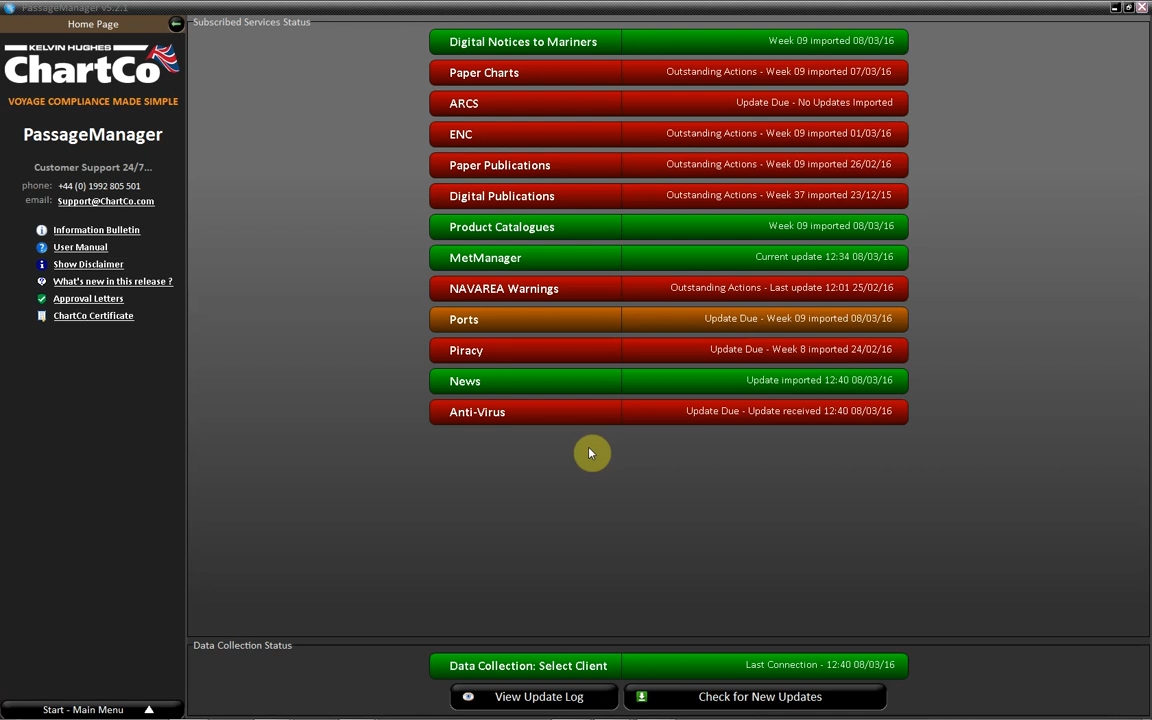 PassageManager v5.2.1
Home Page
Subscribed Services Status
KELVIN HUGHES
ChartCo
VOYAGE COMPLIANCE MADE SIMPLE
PassageManager
Customer Support 24/7...
phone: +44 (0) 1992 805 501
email: Support@ChartCo.com
Information Bulletin
User Manual
Show Disclaimer
What's new in this release ?
Approval Letters
ChartCo Certificate
Digital Notices to Mariners Week 09 imported 08/03/16
Paper Charts Outstanding Actions - Week 09 imported 07/03/16
ARCS Update Due - No Updates Imported
ENC Outstanding Actions - Week 09 imported 01/03/16
Paper Publications Outstanding Actions - Week 09 imported 26/02/16
Digital Publications Outstanding Actions - Week 37 imported 23/12/15
Product Catalogues Week 09 imported 08/03/16
MetManager Current update 12:34 08/03/16
NAVAREA Warnings Outstanding Actions - Last update 12:01 25/02/16
Ports Update Due - Week 09 imported 08/03/16
Piracy Update Due - Week 8 imported 24/02/16
News Update imported 12:40 08/03/16
Anti-Virus Update Due - Update received 12:40 08/03/16
Data Collection Status
Data Collection: Select Client Last Connection - 12:40 08/03/16
View Update Log Check for New Updates
Start - Main Menu